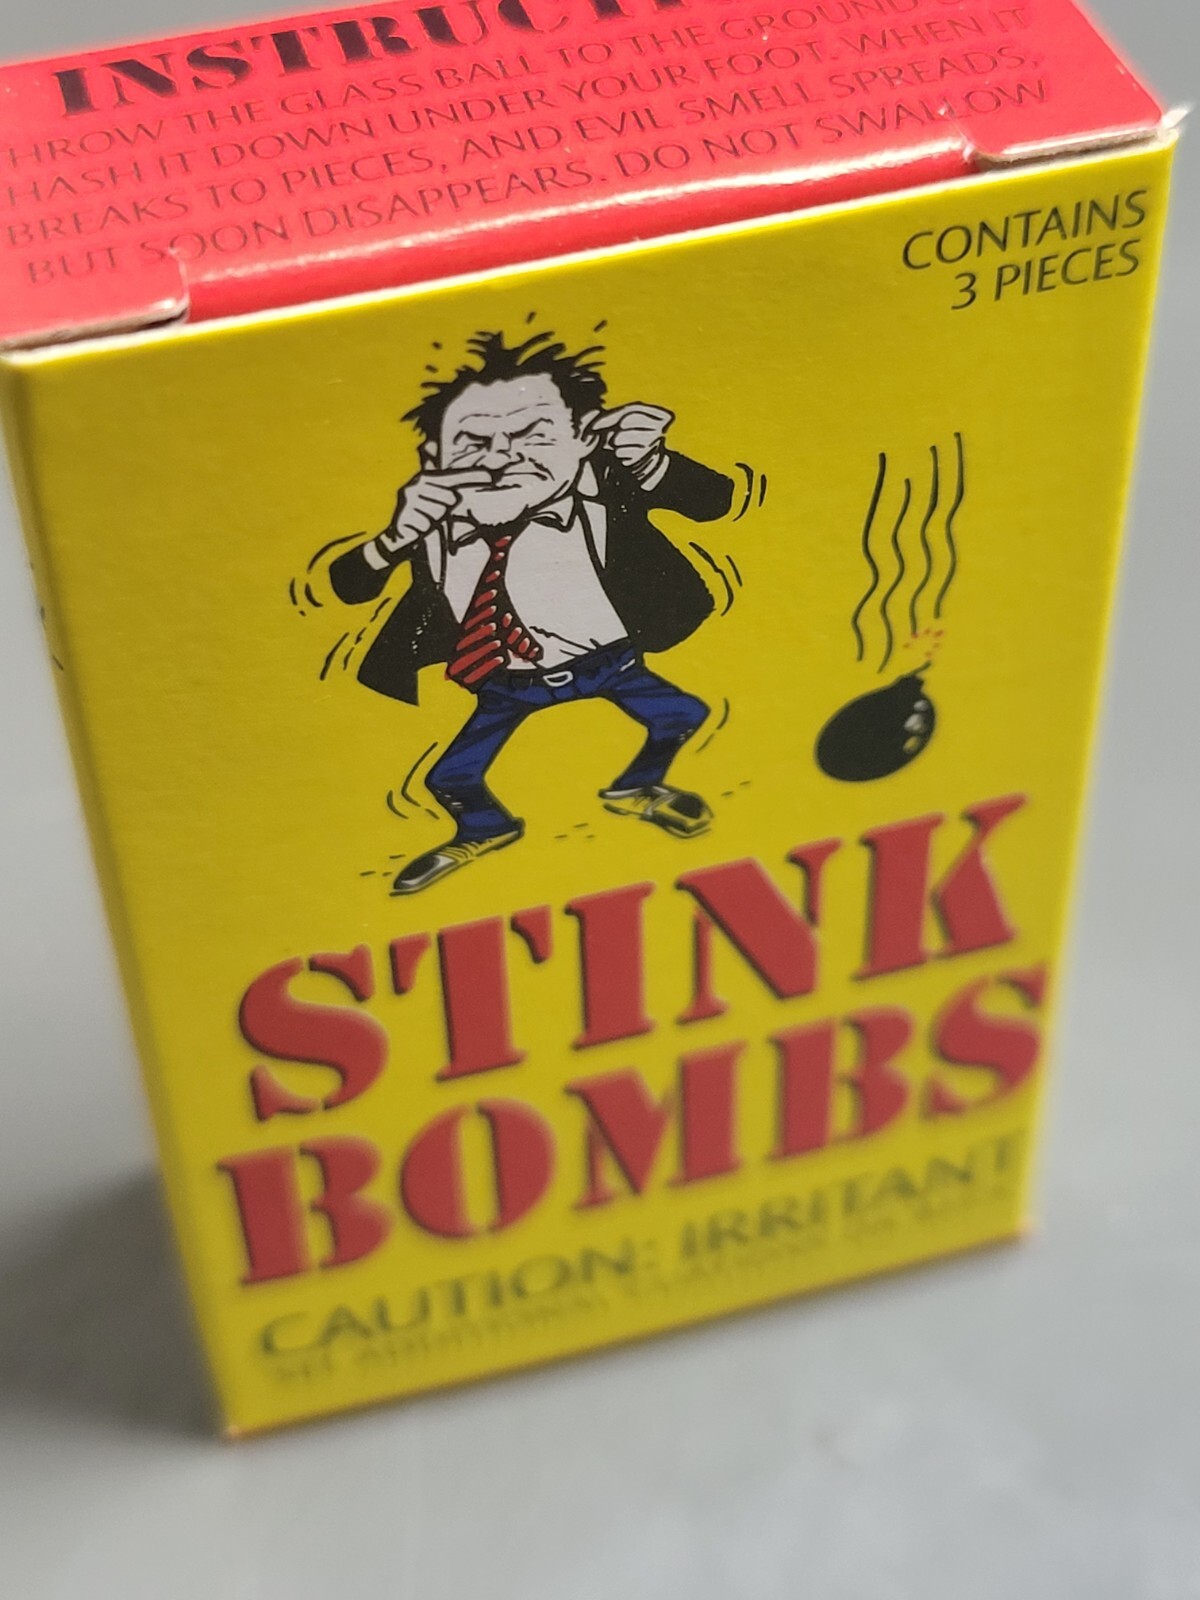 INSTRUCTI
HROW THE GLASS BALL TO THE GROUND O
HASH IT DOWN UNDER YOUR FOOT. WHEN IT
BREAKS TO PIECES, AND EVIL SMELL SPREADS,
BUT SOON DISAPPEARS. DO NOT SWALLOW
CONTAINS
3 PIECES
STINK
BOMBS
CAUTION: IRRITANT
ADDITIONAL